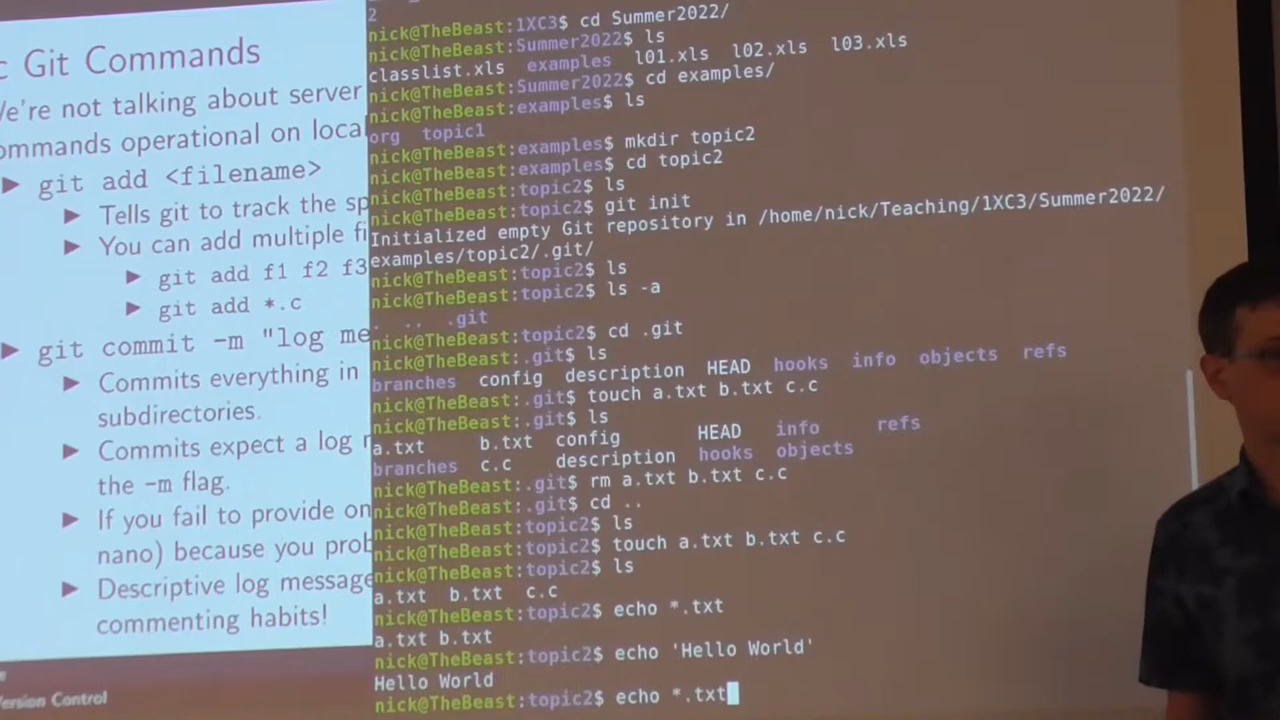 c Git Commands
We're not talking about server
ommands operational on loca
git add <filename>
Tells git to track the sp
You can add multiple fi
git add f1 f2 f3
git add *.c
git commit -m "log me
Commits everything in
subdirectories.
Commits expect a log
the -m flag.
If you fail to provide on
nano) because you prob
Descriptive log message
commenting habits!
ersion Control
2
nick@TheBeast:1XC3$ cd Summer2022/
nick@TheBeast:Summer2022$ ls
classlist.xls examples l01.xls l02.xls l03.xls
nick@TheBeast:Summer2022$ cd examples/
nick@TheBeast:examples$ ls
org topic1
nick@TheBeast:examples$ mkdir topic2
nick@TheBeast:examples$ cd topic2
nick@TheBeast:topic2$ ls
nick@TheBeast:topic2$ git init
Initialized empty Git repository in /home/nick/Teaching/1XC3/Summer2022/
examples/topic2/.git/
nick@TheBeast:topic2$ ls
nick@TheBeast:topic2$ ls -a
. .. .git
nick@TheBeast:topic2$ cd .git
nick@TheBeast:.git$ ls
branches config description HEAD hooks info objects refs
nick@TheBeast:.git$ touch a.txt b.txt c.c
nick@TheBeast:.git$ ls
a.txt b.txt config HEAD info refs
branches c.c description hooks objects
nick@TheBeast:.git$ rm a.txt b.txt c.c
nick@TheBeast:.git$ cd ..
nick@TheBeast:topic2$ ls
nick@TheBeast:topic2$ touch a.txt b.txt c.c
nick@TheBeast:topic2$ ls
a.txt b.txt c.c
nick@TheBeast:topic2$ echo *.txt
a.txt b.txt
nick@TheBeast:topic2$ echo 'Hello World'
Hello World
nick@TheBeast:topic2$ echo *.txt